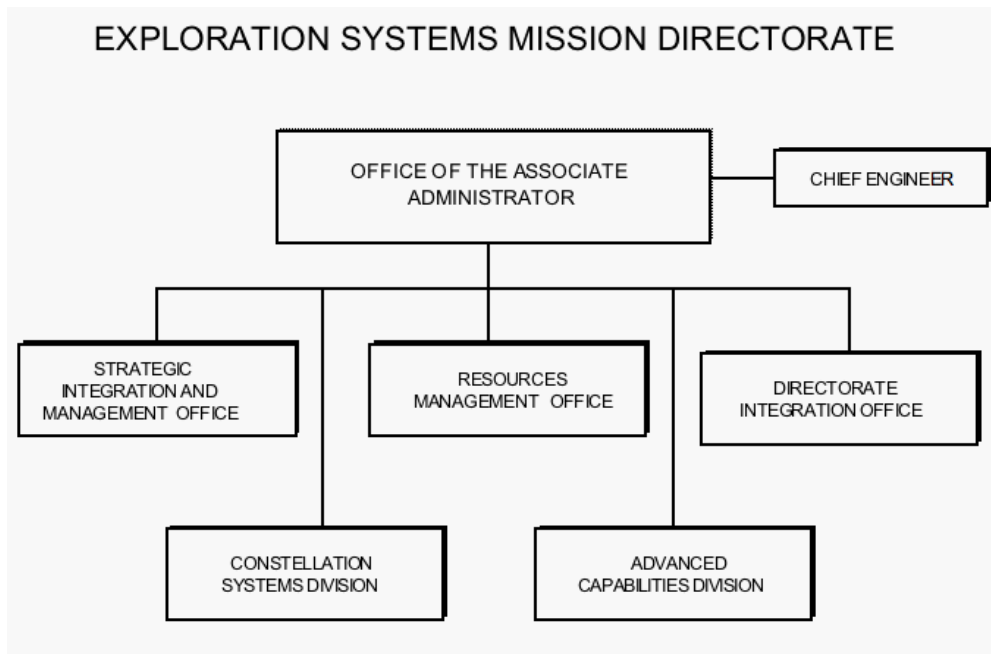 EXPLORATION SYSTEMS MISSION DIRECTORATE
OFFICE OF THE ASSOCIATE
ADMINISTRATOR
CHIEF ENGINEER
STRATEGIC
INTEGRATION AND
MANAGEMENT OFFICE
RESOURCES
MANAGEMENT OFFICE
DIRECTORATE
INTEGRATION OFFICE
CONSTELLATION
SYSTEMS DIVISION
ADVANCED
CAPABILITIES DIVISION